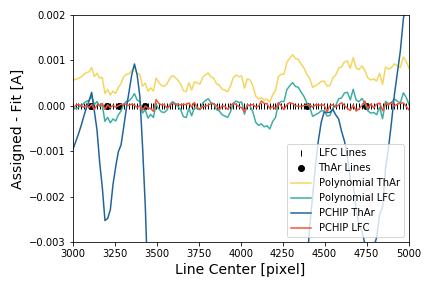 0.002
0.001
0.000
−0.001
−0.002
−0.003
Assigned - Fit [A]
LFC Lines
ThAr Lines
Polynomial ThAr
Polynomial LFC
PCHIP ThAr
PCHIP LFC
3000 3250 3500 3750 4000 4250 4500 4750 5000
Line Center [pixel]